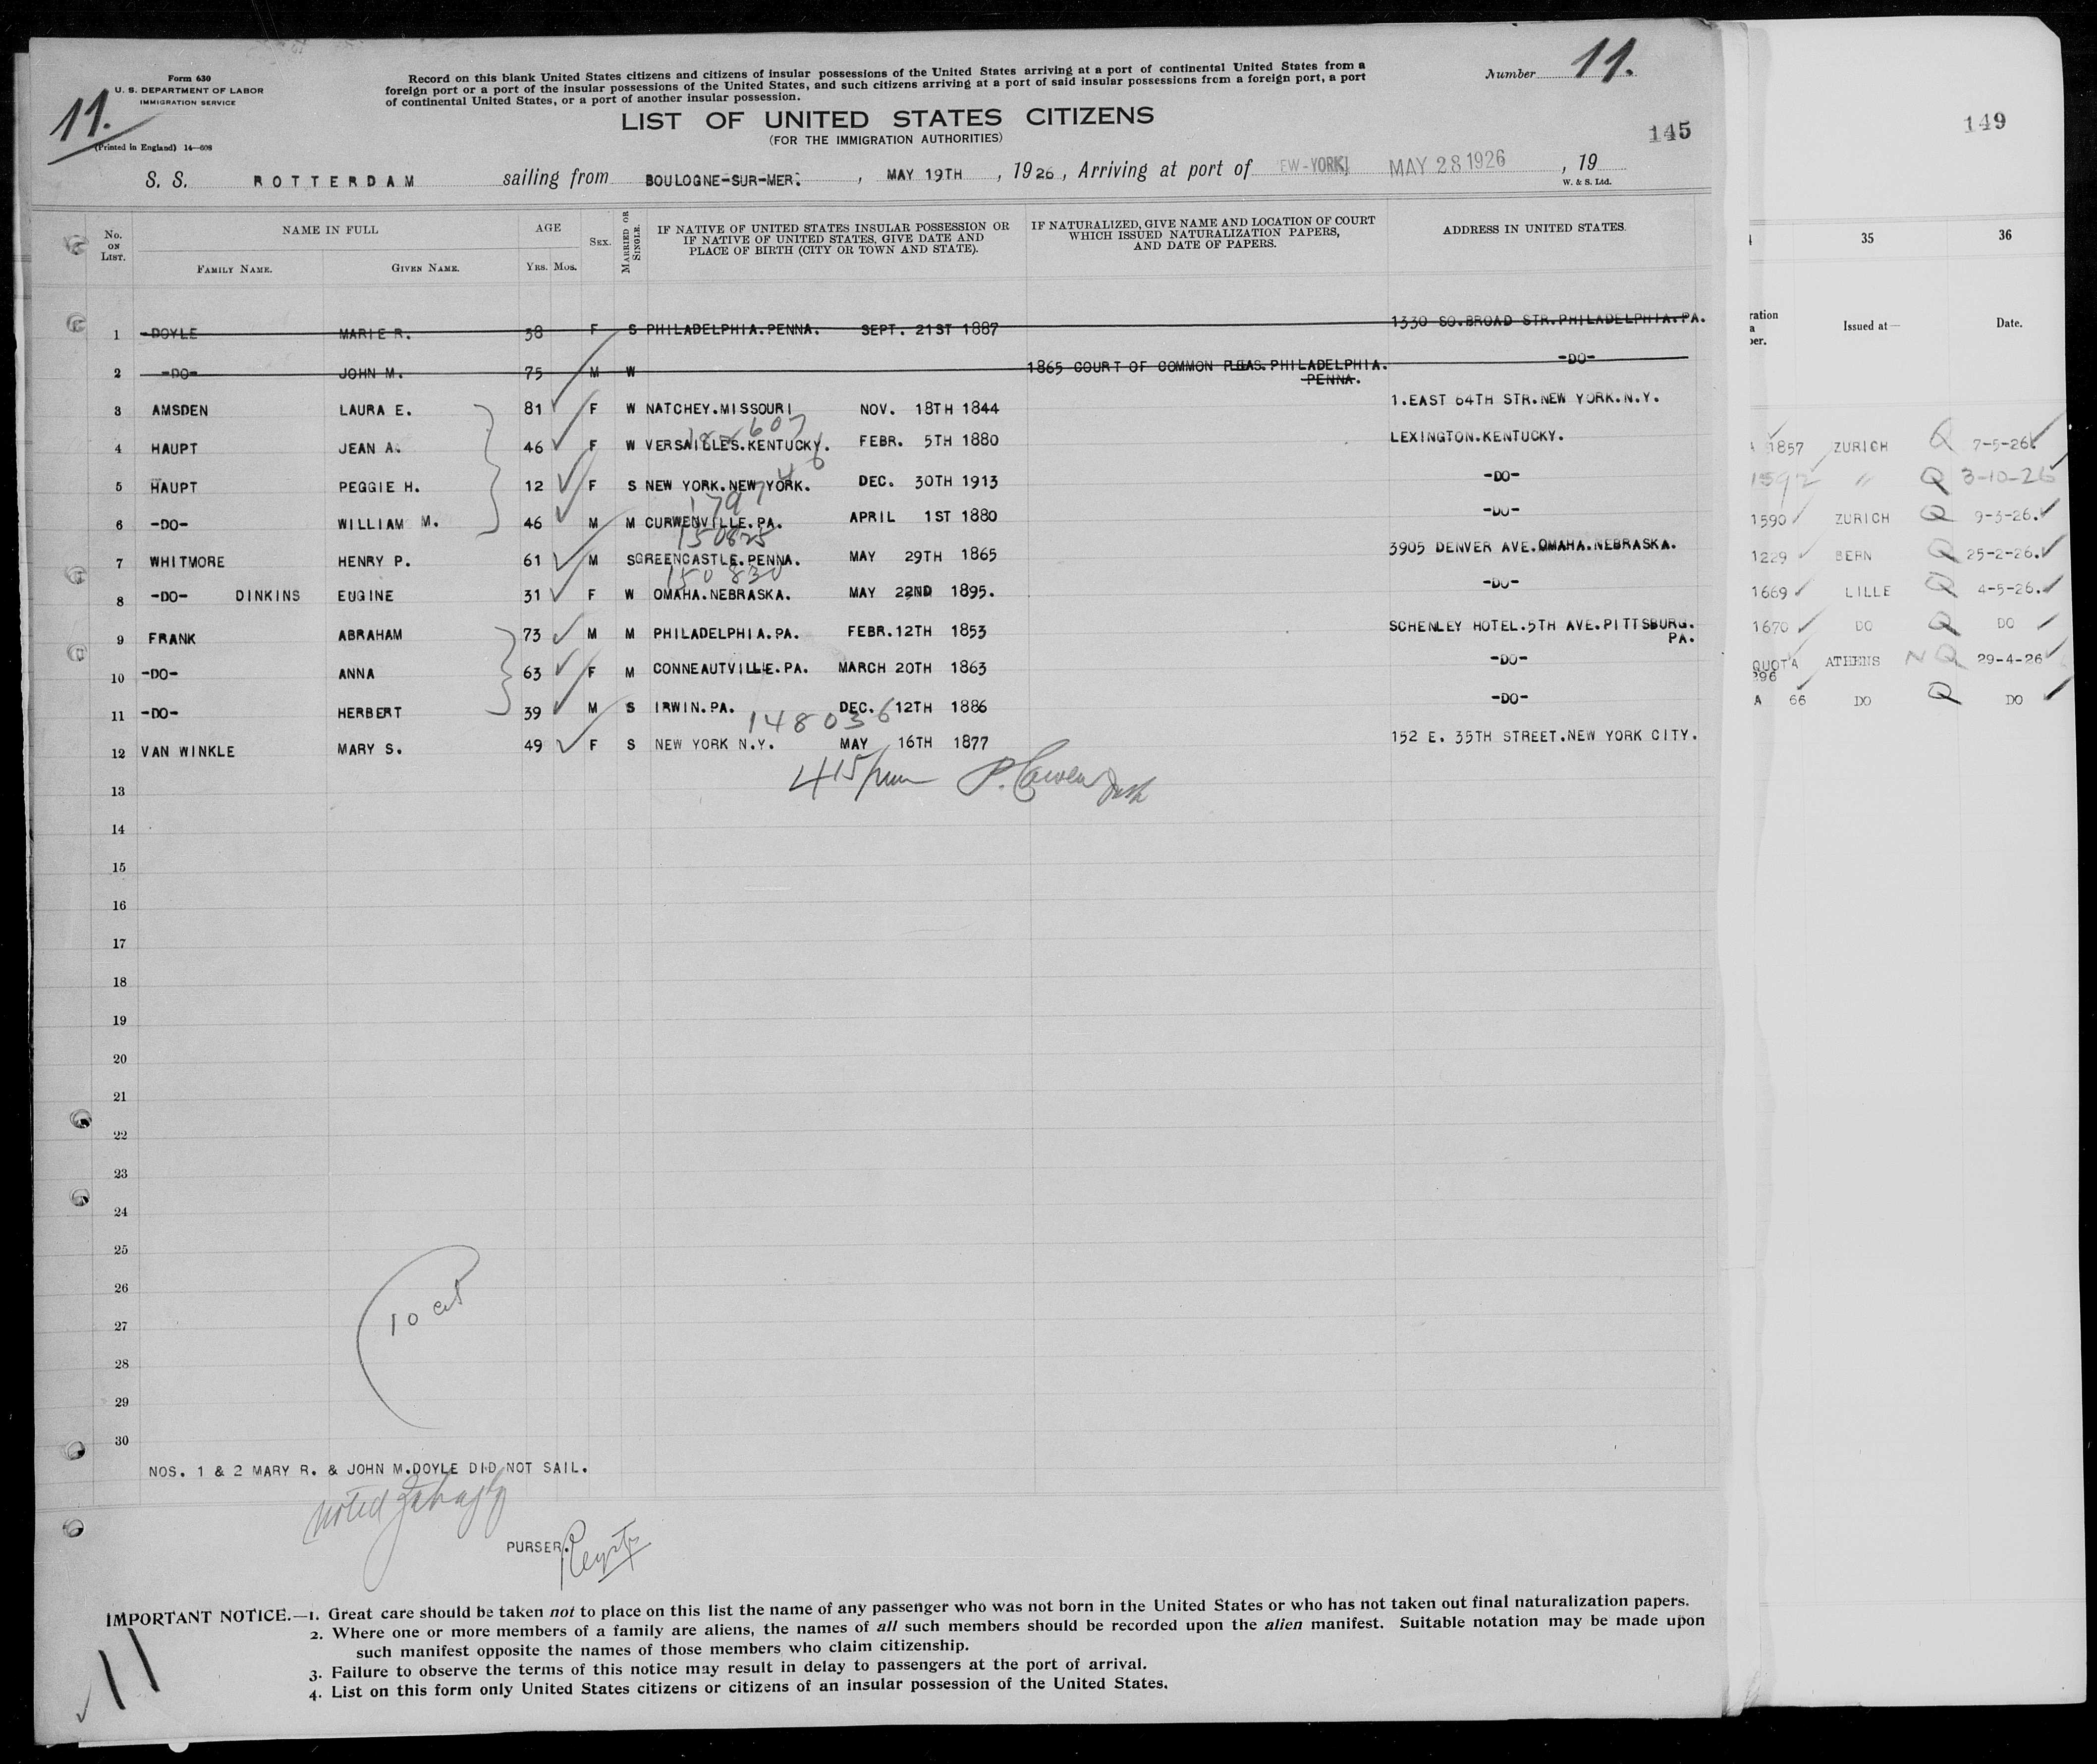 Form 630
U. S. DEPARTMENT OF LABOR
IMMIGRATION SERVICE
11.
(Printed in England) 14—608
Record on this blank United States citizens and citizens of insular possessions of the United States arriving at a port of continental United States from a
foreign port or a port of the insular possessions of the United States, and such citizens arriving at a port of said insular possessions from a foreign port, a port
of continental United States, or a port of another insular possession.
Number 11.
LIST OF UNITED STATES CITIZENS
(FOR THE IMMIGRATION AUTHORITIES)
145
S. S. ROTTERDAM sailing from BOULOGNE-SUR-MER. , MAY 19TH , 1926, Arriving at port of EW-YORK MAY 28 1926 , 19
W. & S. Ltd.
No. ON LIST. NAME IN FULL AGE SEX. MARRIED OR SINGLE. IF NATIVE OF UNITED STATES INSULAR POSSESSION OR IF NATIVE OF UNITED STATES, GIVE DATE AND PLACE OF BIRTH (CITY OR TOWN AND STATE). IF NATURALIZED, GIVE NAME AND LOCATION OF COURT WHICH ISSUED NATURALIZATION PAPERS, AND DATE OF PAPERS. ADDRESS IN UNITED STATES.
FAMILY NAME. GIVEN NAME. YRS. MOS.
1 DOYLE MARIE R. 38 F S PHILADELPHIA.PENNA. SEPT. 21ST 1887 1330 SO.BROAD STR.PHILADELPHIA.PA.
2 -DO- JOHN M. 75 M W 1865 COURT OF COMMON PLEAS.PHILADELPHIA. PENNA. -DO-
3 AMSDEN LAURA E. 81 F W NATCHEY.MISSOURI NOV. 18TH 1844 1.EAST 64TH STR.NEW YORK.N.Y.
4 HAUPT JEAN A. 46 F W VERSAILLES.KENTUCKY. FEBR. 5TH 1880 LEXINGTON.KENTUCKY.
5 HAUPT PEGGIE H. 12 F S NEW YORK.NEW YORK. DEC. 30TH 1913 -DO-
6 -DO- WILLIAM M. 46 M M CURWENVILLE.PA. APRIL 1ST 1880 -DO-
150825
7 WHITMORE HENRY P. 61 M S GREENCASTLE.PENNA. MAY 29TH 1865 3905 DENVER AVE.OMAHA.NEBRASKA.
150830
8 -DO- DINKINS EUGINE 31 F W OMAHA.NEBRASKA. MAY 22ND 1895. -DO-
9 FRANK ABRAHAM 73 M M PHILADELPHIA.PA. FEBR.12TH 1853 SCHENLEY HOTEL.5TH AVE.PITTSBURG. PA.
10 -DO- ANNA 63 F M CONNEAUTVILLE.PA. MARCH 20TH 1863 -DO-
11 -DO- HERBERT 39 M S IRWIN.PA. DEC. 12TH 1886 -DO-
148036
12 VAN WINKLE MARY S. 49 F S NEW YORK N.Y. MAY 16TH 1877 152 E. 35TH STREET.NEW YORK CITY.
13
14
15
16
17
18
19
20
21
22
23
24
25
26
27
28
29
30
10 cit
NOS. 1 & 2 MARY R. & JOHN M.DOYLE DID NOT SAIL.
noted
PURSER.
IMPORTANT NOTICE.—1. Great care should be taken not to place on this list the name of any passenger who was not born in the United States or who has not taken out final naturalization papers.
2. Where one or more members of a family are aliens, the names of all such members should be recorded upon the alien manifest. Suitable notation may be made upon
such manifest opposite the names of those members who claim citizenship.
3. Failure to observe the terms of this notice may result in delay to passengers at the port of arrival.
4. List on this form only United States citizens or citizens of an insular possession of the United States.
11
149
35 36
Issued at— Date.
1857 ZURICH Q 7-5-26.
1592 " Q 3-10-26
1590 ZURICH Q 9-3-26.
1229 BERN Q 25-2-26.
1669 LILLE Q 4-5-26.
1670 DO Q DO
QUOTA ATHENS NQ 29-4-26
296
A 66 DO Q DO